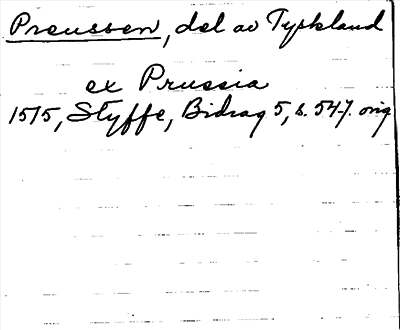 Preussen, del av Tyskland
ex Prussia
1515, Styffe, Bidrag 5, s. 547. orig